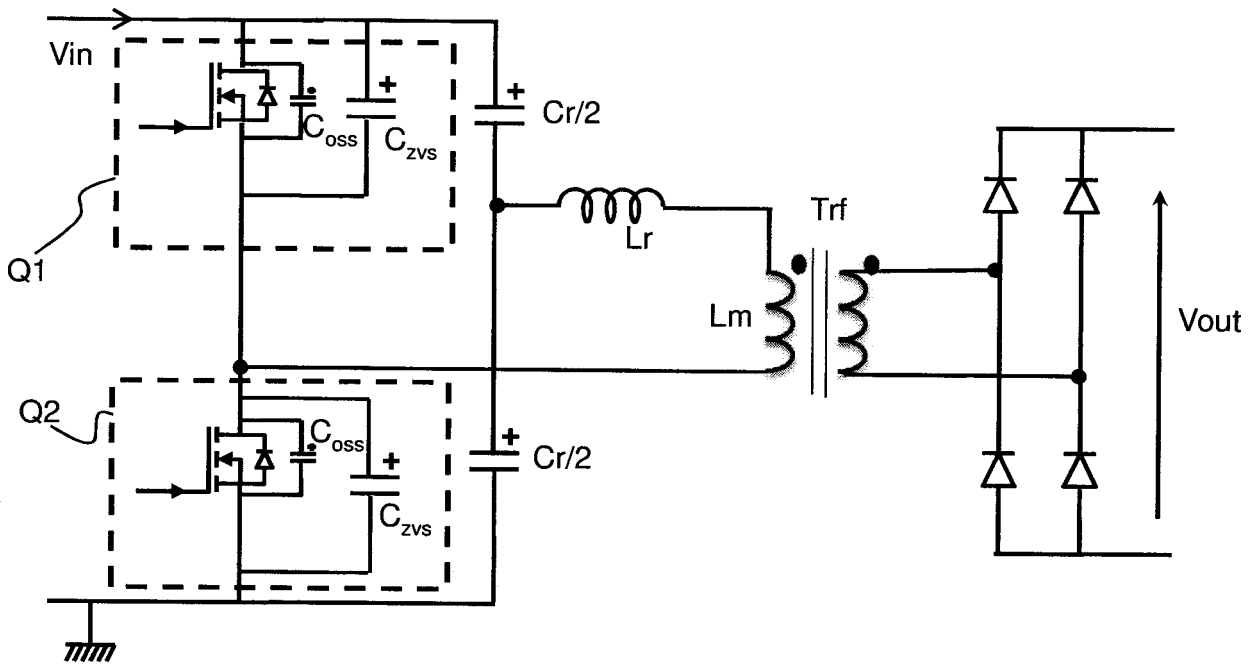 Vin
+
+
Cr/2
Coss
Czvs
Q1
Lr
Trf
Lm
Vout
Q2
Coss
+
+
Cr/2
Czvs